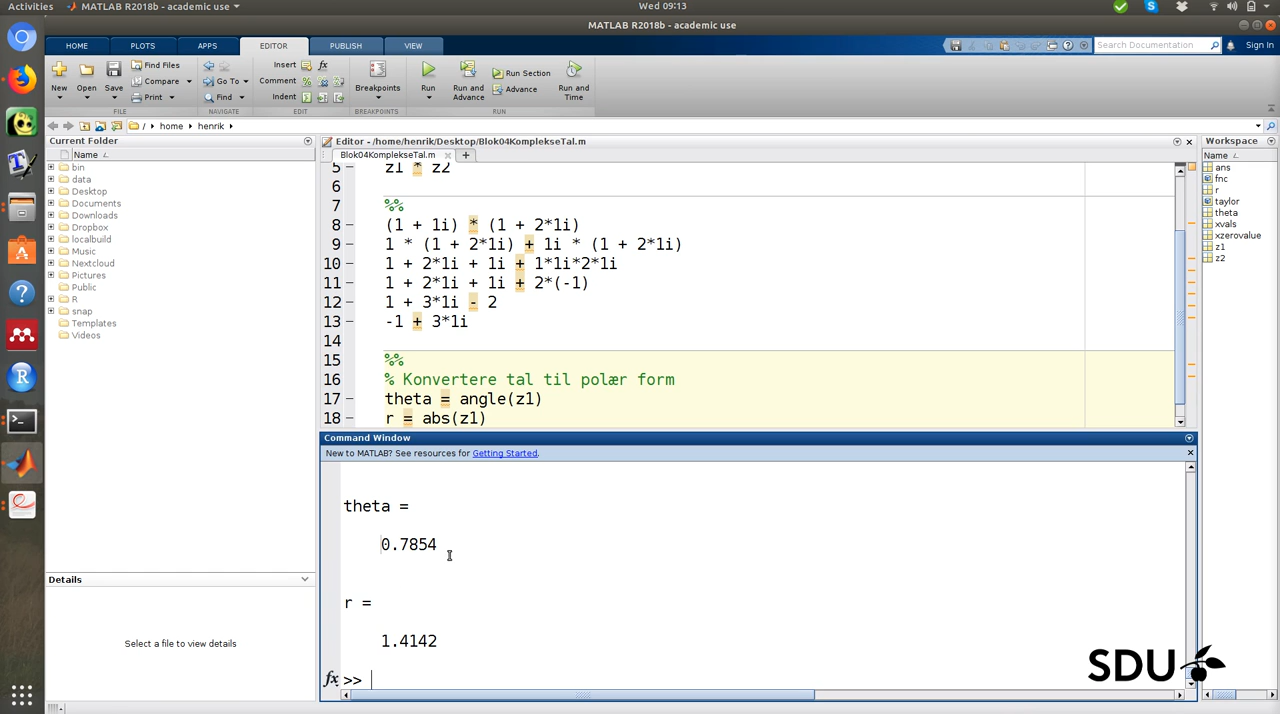 Activities
MATLAB R2018b - academic use
Wed 09:13
MATLAB R2018b - academic use
HOME
PLOTS
APPS
EDITOR
PUBLISH
VIEW
Search Documentation
Sign In
New
Open
Save
Find Files
Compare
Print
Go To
Find
Insert
fx
Comment
Indent
Breakpoints
Run
Run and Advance
Run Section
Advance
Run and Time
FILE
NAVIGATE
EDIT
BREAKPOINTS
RUN
/ home henrik
Current Folder
Name
bin
data
Desktop
Documents
Downloads
Dropbox
localbuild
Music
Nextcloud
Pictures
Public
R
snap
Templates
Videos
Details
Select a file to view details
Editor - /home/henrik/Desktop/Blok04KomplekseTal.m
Blok04KomplekseTal.m
5 - z1 * z2
6
7 %%
8 - (1 + 1i) * (1 + 2*1i)
9 - 1 * (1 + 2*1i) + 1i * (1 + 2*1i)
10 - 1 + 2*1i + 1i + 1*1i*2*1i
11 - 1 + 2*1i + 1i + 2*(-1)
12 - 1 + 3*1i - 2
13 - -1 + 3*1i
14
15 %%
16 % Konvertere tal til polær form
17 - theta = angle(z1)
18 - r = abs(z1)
Command Window
New to MATLAB? See resources for Getting Started.
theta =
0.7854
r =
1.4142
fx >>
Workspace
Name
ans
fnc
r
taylor
theta
xvals
xzerovalue
z1
z2
SDU